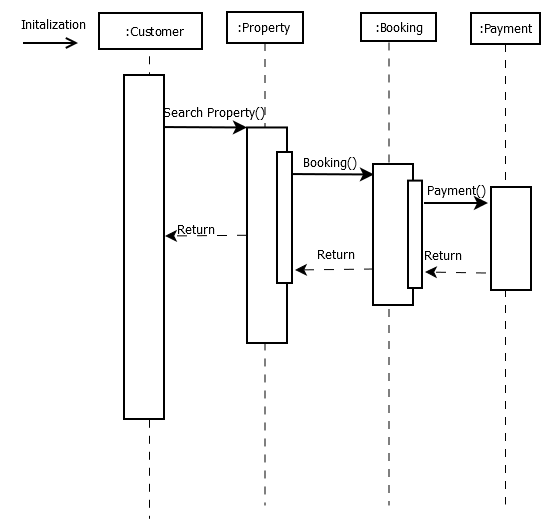 Initalization
:Customer
:Property
:Booking
:Payment
Search Property()
Booking()
Payment()
Return
Return
Return